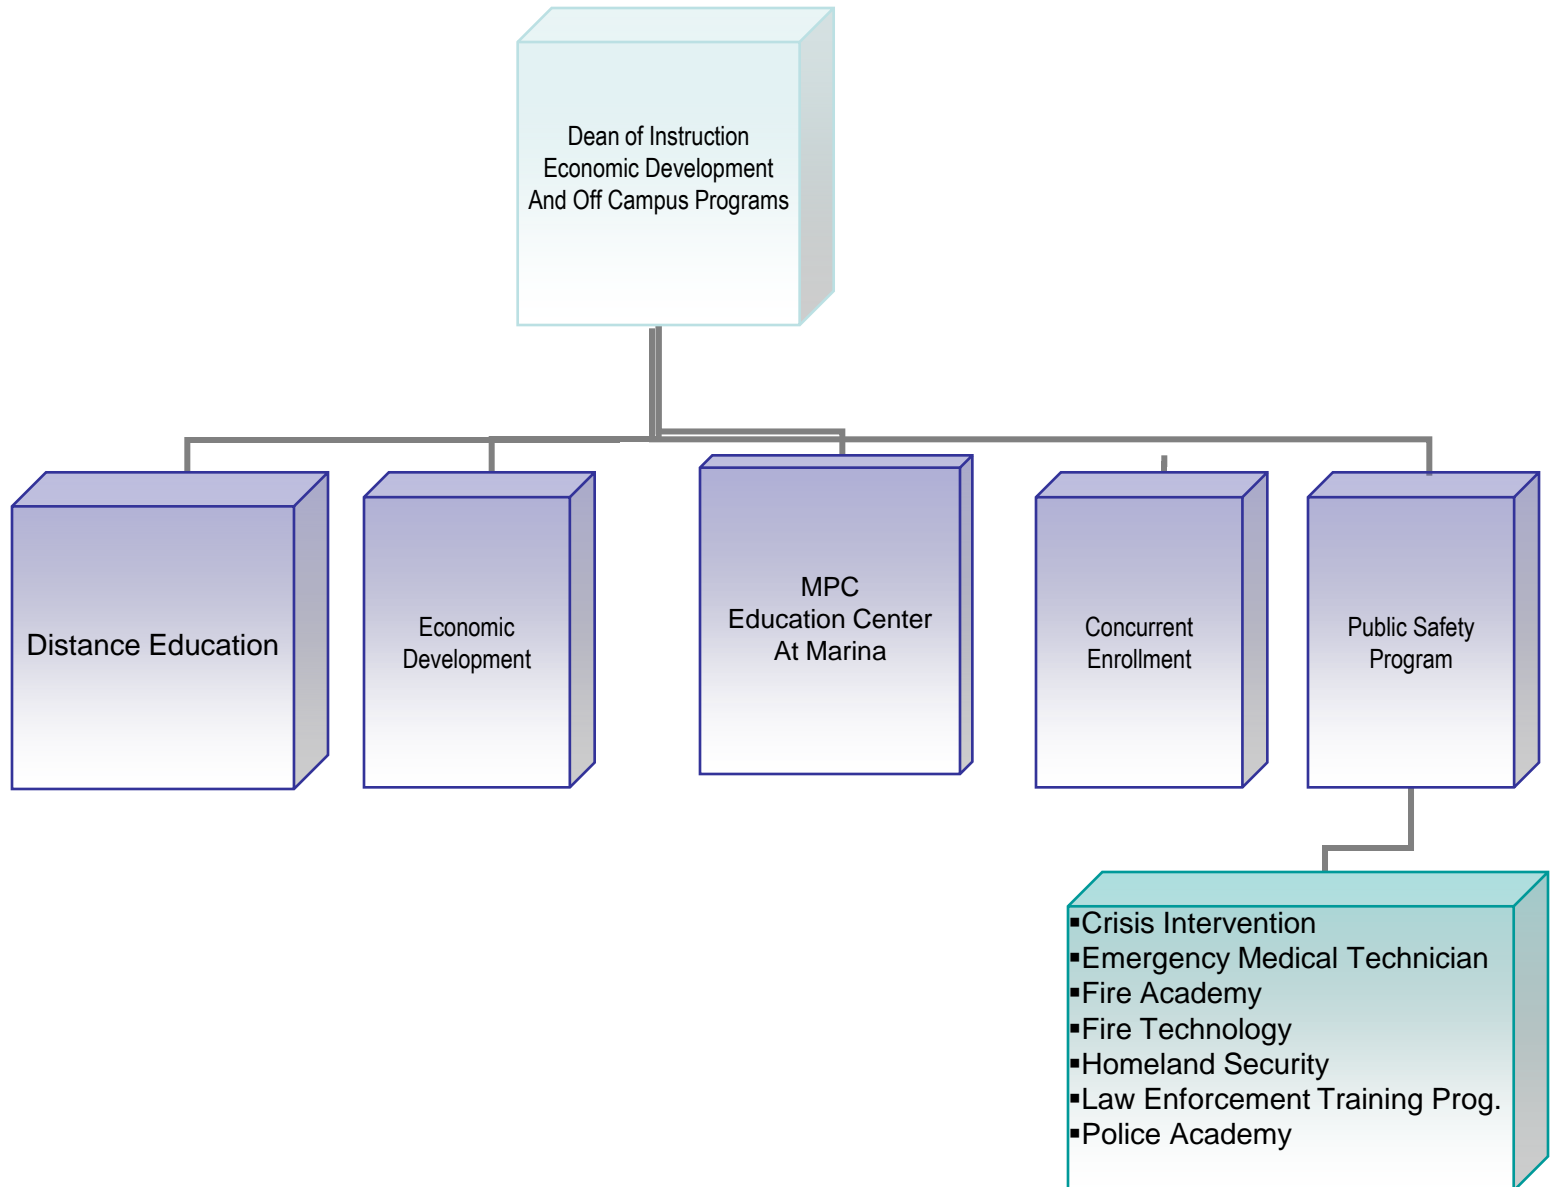 Dean of Instruction
Economic Development
And Off Campus Programs
Distance Education
Economic
Development
MPC
Education Center
At Marina
Concurrent
Enrollment
Public Safety
Program
▪Crisis Intervention
▪Emergency Medical Technician
▪Fire Academy
▪Fire Technology
▪Homeland Security
▪Law Enforcement Training Prog.
▪Police Academy